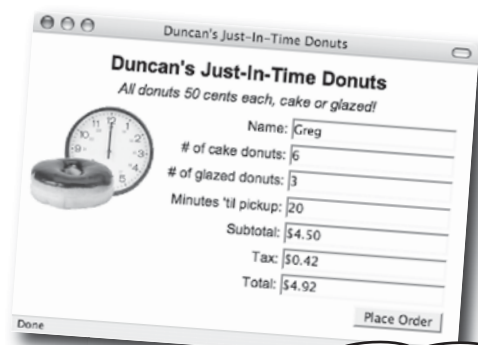 Duncan's Just-In-Time Donuts
Duncan's Just-In-Time Donuts
All donuts 50 cents each, cake or glazed!
Name: Greg
# of cake donuts: 6
# of glazed donuts: 3
Minutes 'til pickup: 20
Subtotal: $4.50
Tax: $0.42
Total: $4.92
Place Order
Done